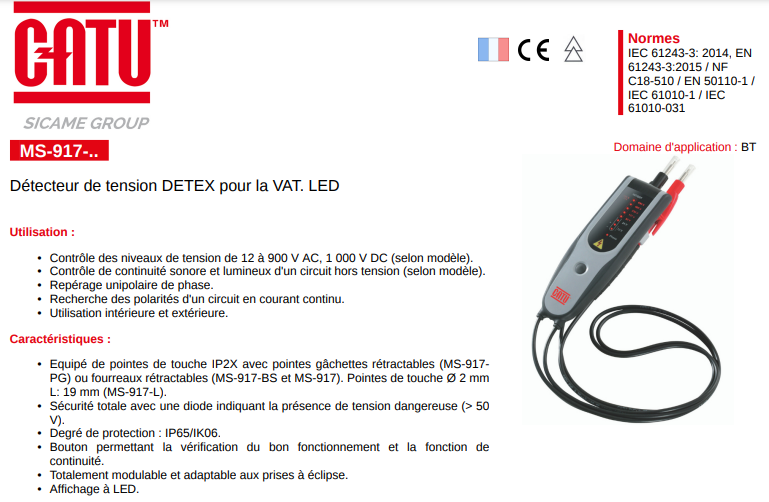 CATU™
SICAME GROUP
MS-917-..
CE
Normes
IEC 61243-3: 2014, EN
61243-3:2015 / NF
C18-510 / EN 50110-1 /
IEC 61010-1 / IEC
61010-031
Domaine d'application : BT
Détecteur de tension DETEX pour la VAT. LED
Utilisation :
• Contrôle des niveaux de tension de 12 à 900 V AC, 1 000 V DC (selon modèle).
• Contrôle de continuité sonore et lumineux d'un circuit hors tension (selon modèle).
• Repérage unipolaire de phase.
• Recherche des polarités d'un circuit en courant continu.
• Utilisation intérieure et extérieure.
Caractéristiques :
• Equipé de pointes de touche IP2X avec pointes gâchettes rétractables (MS-917-
PG) ou fourreaux rétractables (MS-917-BS et MS-917). Pointes de touche Ø 2 mm
L: 19 mm (MS-917-L).
• Sécurité totale avec une diode indiquant la présence de tension dangereuse (> 50
V).
• Degré de protection : IP65/IK06.
• Bouton permettant la vérification du bon fonctionnement et la fonction de
continuité.
• Totalement modulable et adaptable aux prises à éclipse.
• Affichage à LED.
CATU